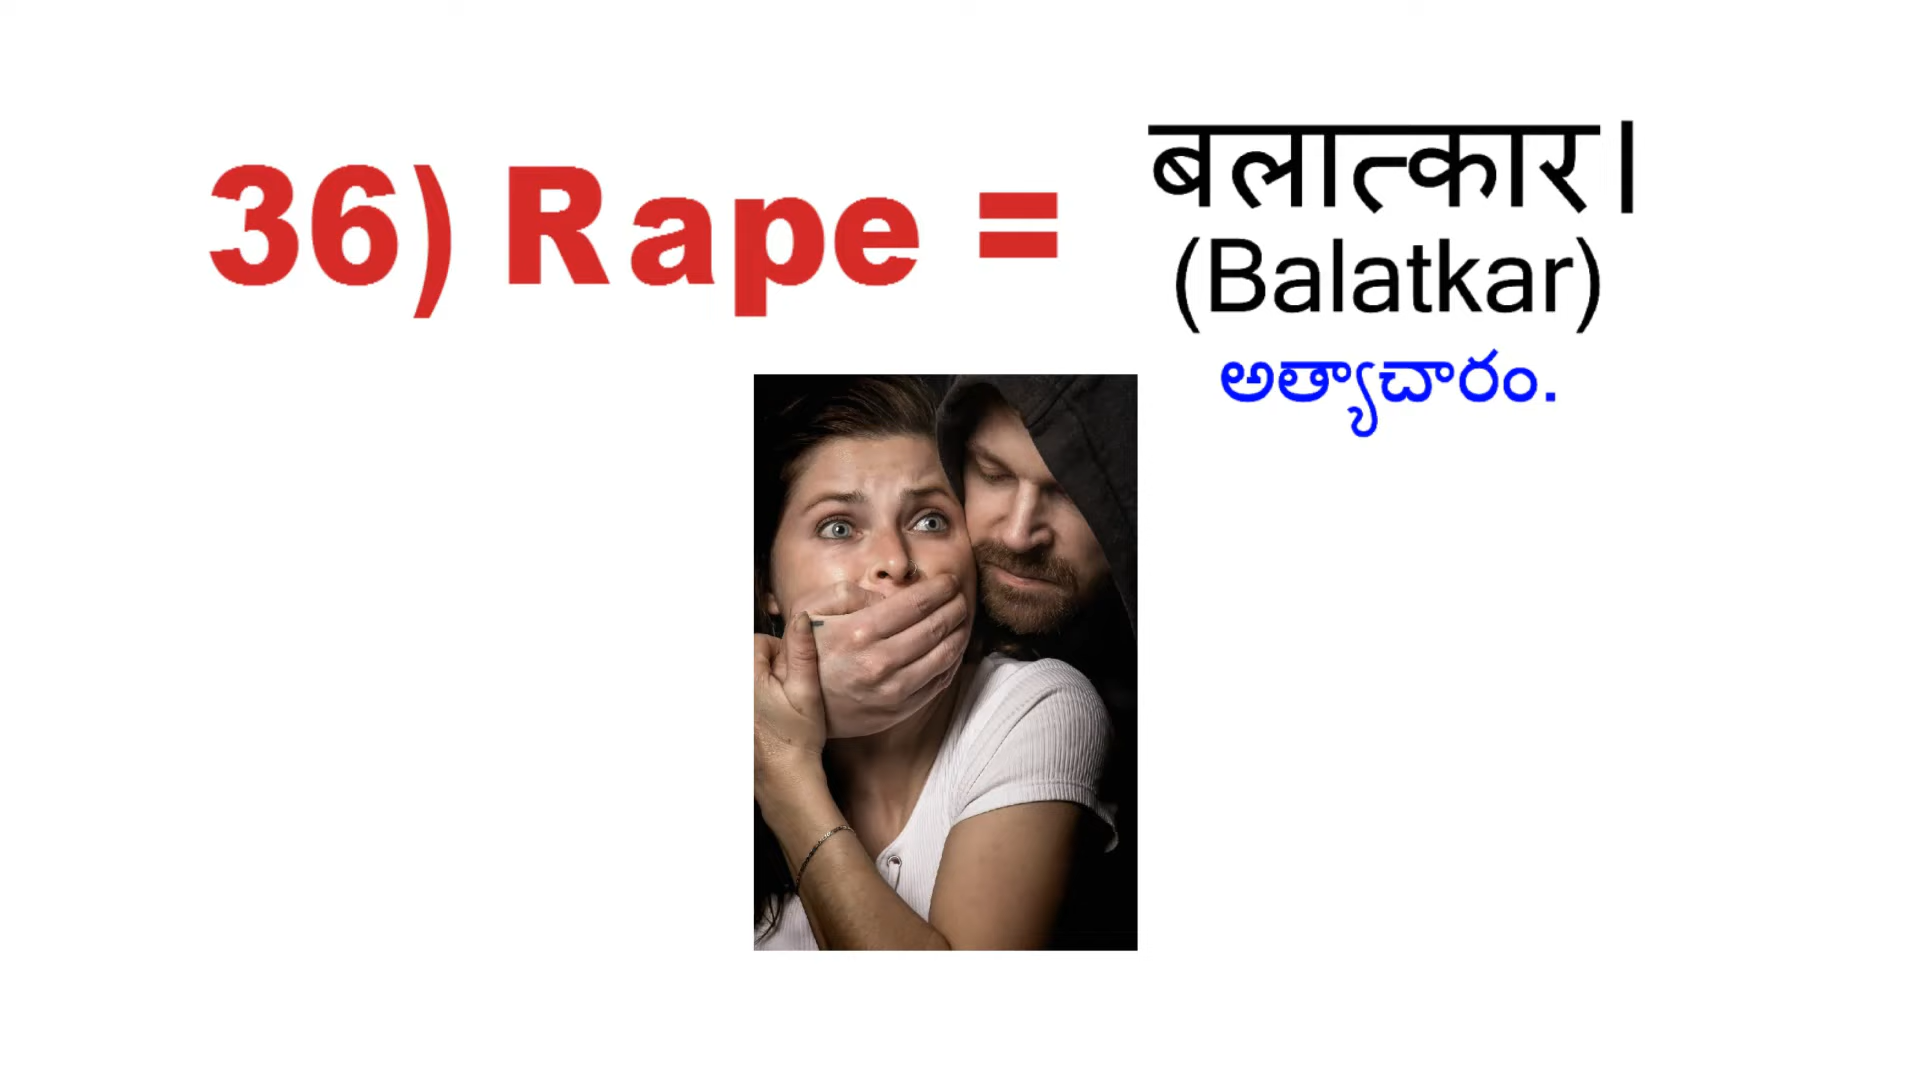 36) Rape = बलात्कार।
(Balatkar)
అత్యాచారం.